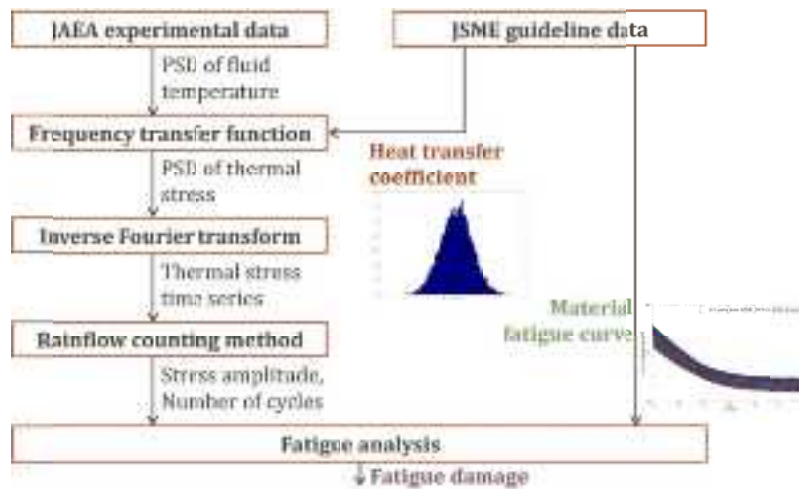 JAEA experimental data
JSME guideline data
PSD of fluid
temperature
Frequency transfer function
Heat transfer
coefficient
PSD of thermal
stress
Inverse Fourier transform
Thermal stress
time series
Material
fatigue curve
Rainflow counting method
Stress amplitude,
Number of cycles
Fatigue analysis
Fatigue damage